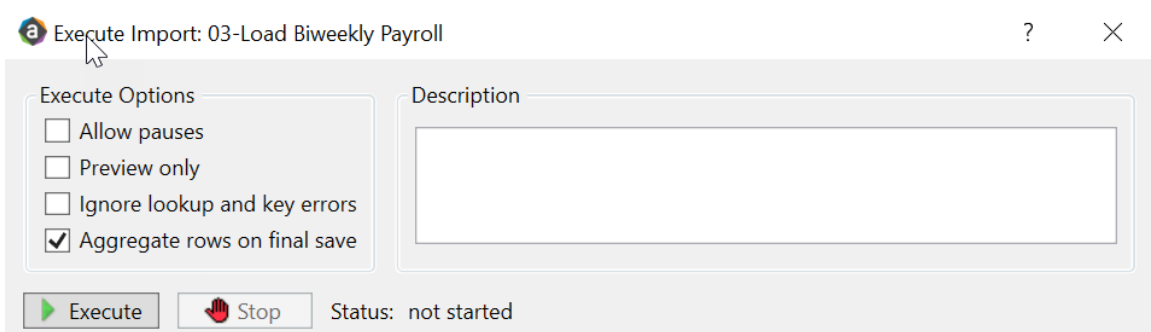 Execute Import: 03-Load Biweekly Payroll ?
Execute Options
Allow pauses
Preview only
Ignore lookup and key errors
Aggregate rows on final save
Description
Execute
Stop
Status: not started